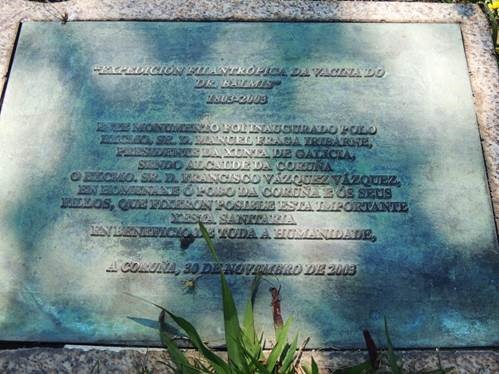 "EXPEDICIÓN FILANTRÓPICA DA VACINA DO
DR. BALMIS"
1803-2003
ESTE MONUMENTO FOI INAUGURADO POLO
EXCMO. SR. D. MANUEL FRAGA IRIBARNE,
PRESIDENTE DA XUNTA DE GALICIA,
SENDO ALCALDE DA CORUÑA
O EXCMO. SR. D. FRANCISCO VÁZQUEZ VÁZQUEZ,
EN HOMENAXE Ó POBO DA CORUÑA E ÓS SEUS
FILLOS, QUE FIXERON POSIBLE ESTA IMPORTANTE
XESTA SANITARIA
EN BENEFICIO DE TODA A HUMANIDADE,
A CORUÑA, 30 DE NOVEMBRO DE 2003